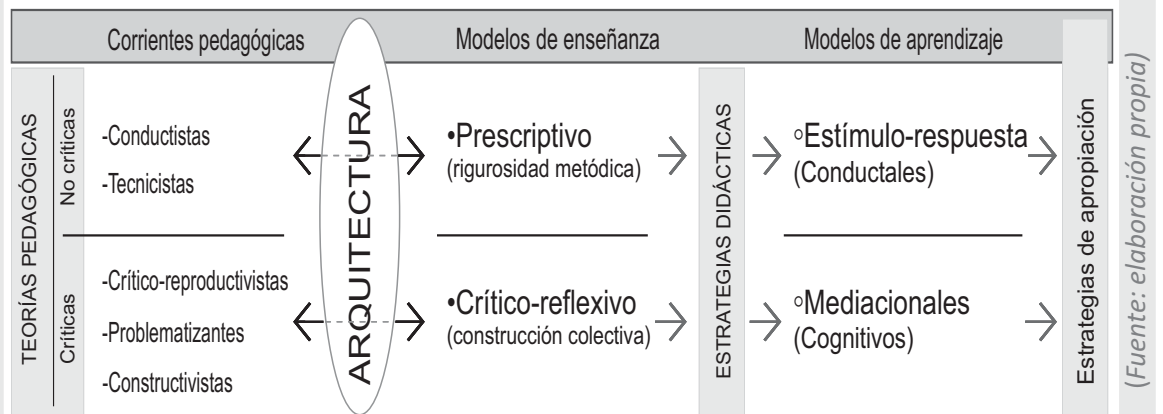 Corrientes pedagógicas
Modelos de enseñanza
Modelos de aprendizaje
TEORÍAS PEDAGÓGICAS
No críticas
-Conductistas
-Tecnicistas
Críticas
-Crítico-reproductivistas
-Problematizantes
-Constructivistas
ARQUITECTURA
•Prescriptivo
(rigurosidad metódica)
•Crítico-reflexivo
(construcción colectiva)
ESTRATEGIAS DIDÁCTICAS
◦Estímulo-respuesta
(Conductales)
◦Mediacionales
(Cognitivos)
Estrategias de apropiación
(Fuente: elaboración propia)